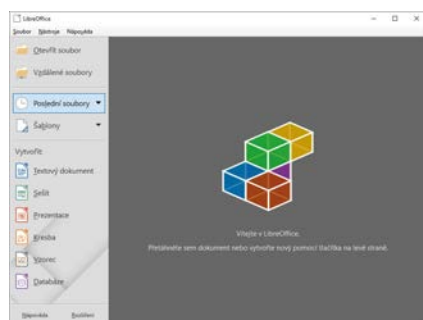 LibreOffice
Soubor Nástroje Nápověda
Otevřít soubor
Vzdálené soubory
Poslední soubory
Šablony
Vytvořit:
Textový dokument
Sešit
Prezentace
Kresba
Vzorec
Databáze
Nápověda Rozšíření
Vítejte v LibreOffice.
Přetáhněte sem dokument nebo vytvořte nový pomocí tlačítka na levé straně.